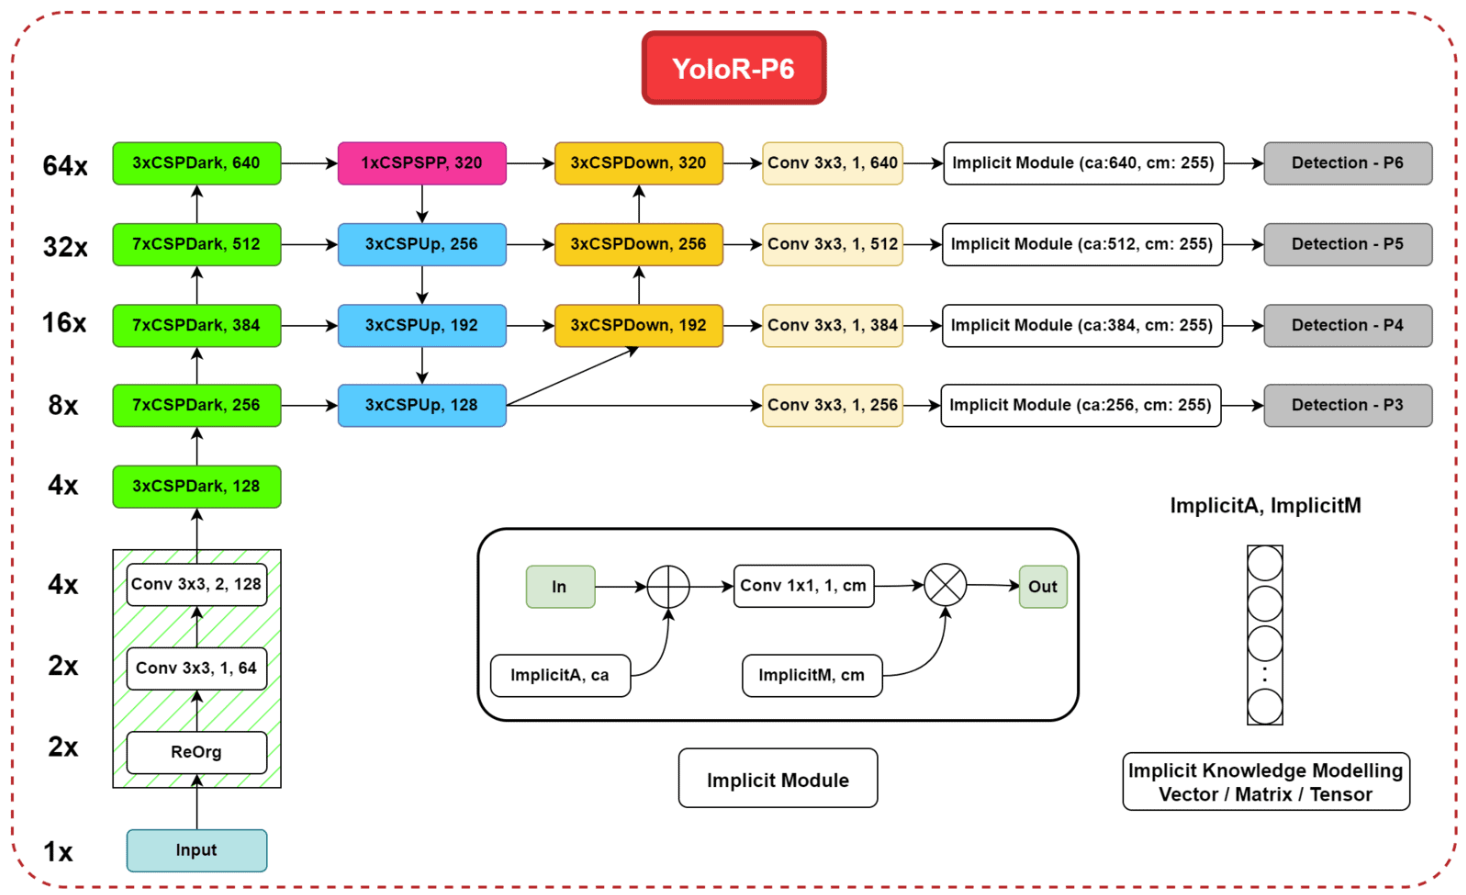 YoloR-P6
64x
3xCSPDark, 640
1xCSPSPP, 320
3xCSPDown, 320
Conv 3x3, 1, 640
Implicit Module (ca:640, cm: 255)
Detection - P6
32x
7xCSPDark, 512
3xCSPUp, 256
3xCSPDown, 256
Conv 3x3, 1, 512
Implicit Module (ca:512, cm: 255)
Detection - P5
16x
7xCSPDark, 384
3xCSPUp, 192
3xCSPDown, 192
Conv 3x3, 1, 384
Implicit Module (ca:384, cm: 255)
Detection - P4
8x
7xCSPDark, 256
3xCSPUp, 128
Conv 3x3, 1, 256
Implicit Module (ca:256, cm: 255)
Detection - P3
4x
3xCSPDark, 128
4x
Conv 3x3, 2, 128
2x
Conv 3x3, 1, 64
2x
ReOrg
1x
Input
In
Conv 1x1, 1, cm
Out
ImplicitA, ca
ImplicitM, cm
Implicit Module
ImplicitA, ImplicitM
Implicit Knowledge Modelling
Vector / Matrix / Tensor